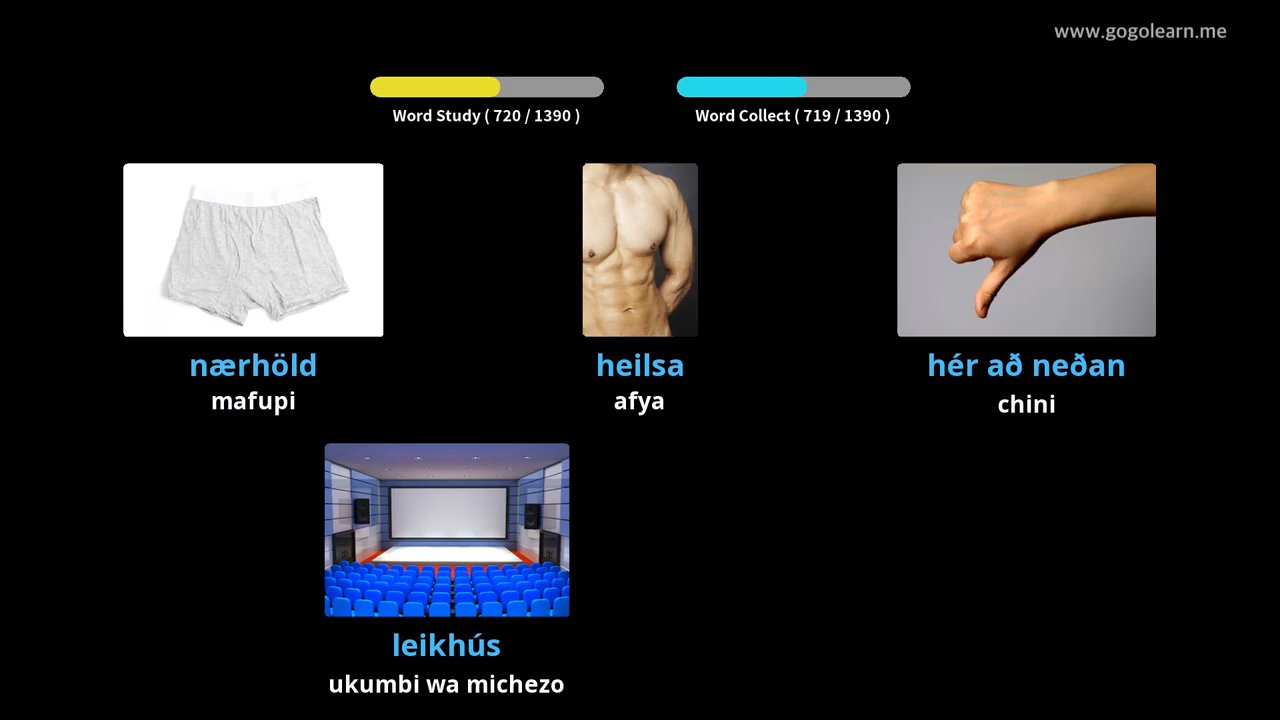 www.gogolearn.me
Word Study ( 720 / 1390 )
Word Collect ( 719 / 1390 )
nærhöld
mafupi
heilsa
afya
hér að neðan
chini
leikhús
ukumbi wa michezo